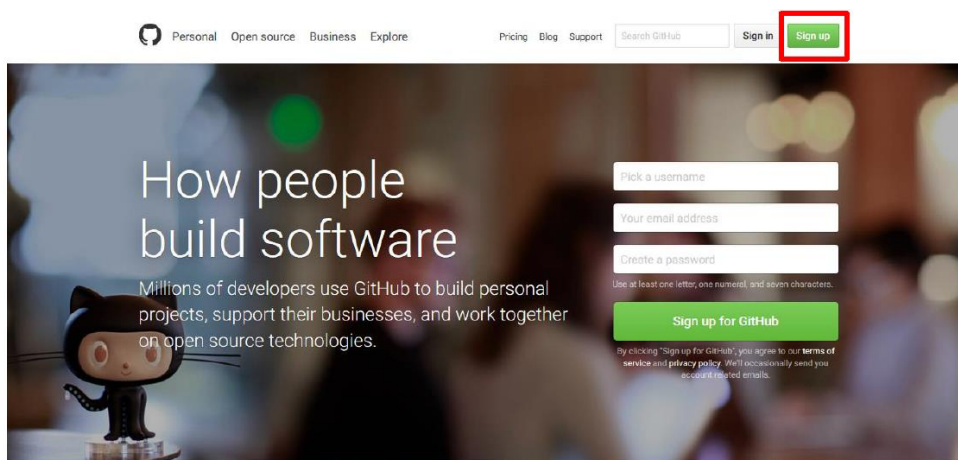 Personal Open source Business Explore Pricing Blog Support Search GitHub Sign in Sign up
How people
build software
Millions of developers use GitHub to build personal
projects, support their businesses, and work together
on open source technologies.
Pick a username
Your email address
Create a password
Use at least one letter, one numeral, and seven characters.
Sign up for GitHub
By clicking "Sign up for GitHub", you agree to our terms of
service and privacy policy. We'll occasionally send you
account related emails.